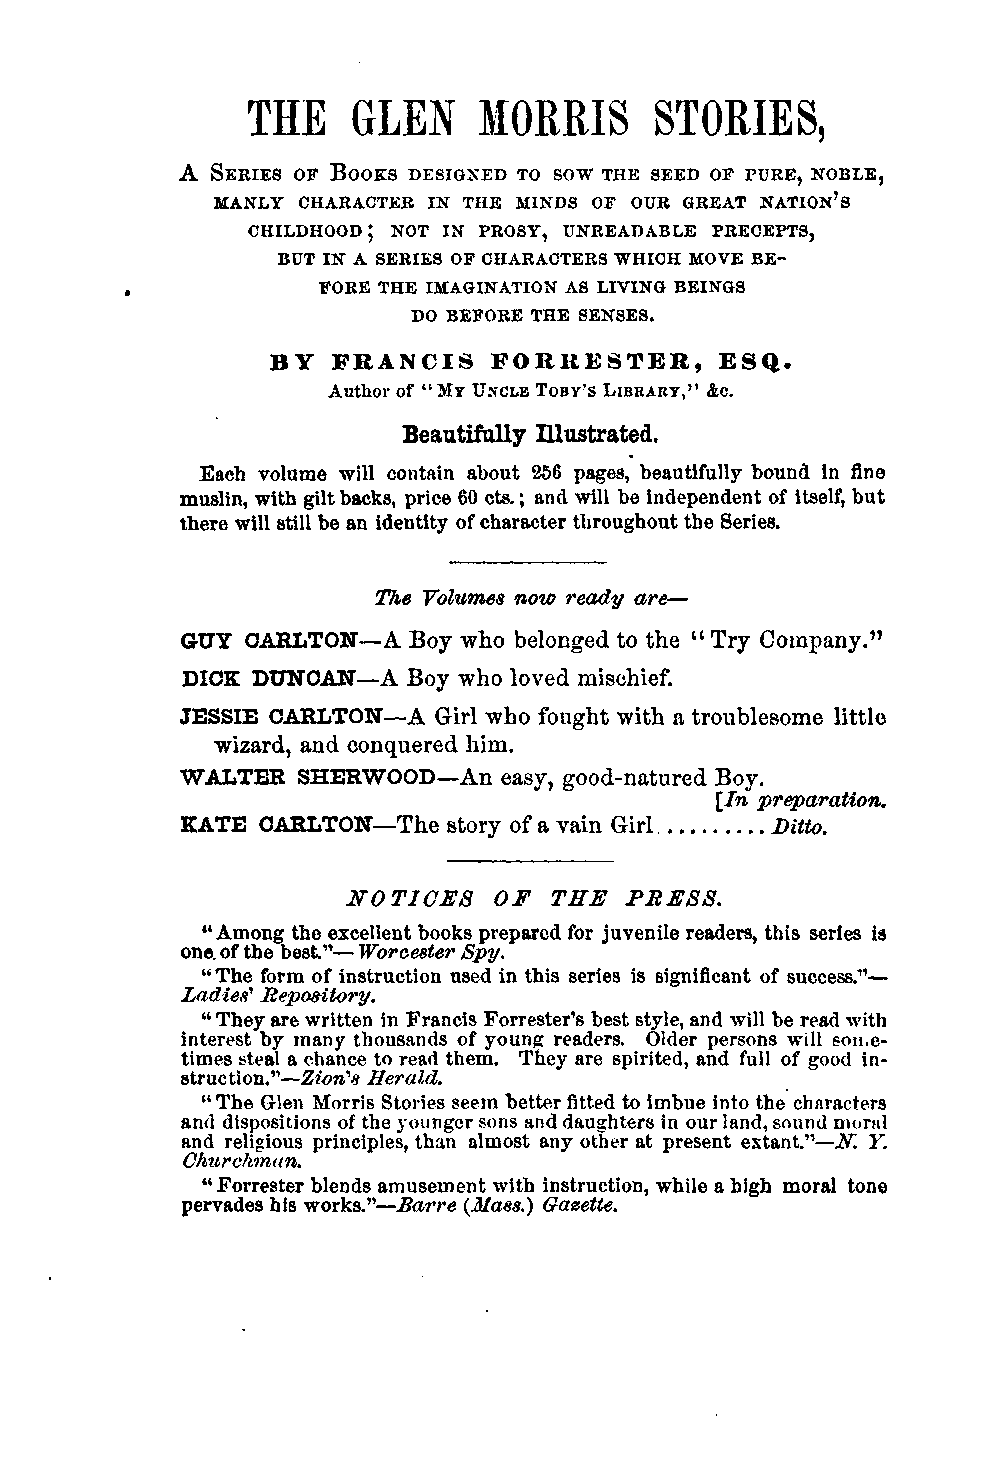 THE GLEN MORRIS STORIES,
A SERIES OF BOOKS DESIGNED TO SOW THE SEED OF PURE, NOBLE,
MANLY CHARACTER IN THE MINDS OF OUR GREAT NATION'S
CHILDHOOD; NOT IN PROSY, UNREADABLE PRECEPTS,
BUT IN A SERIES OF CHARACTERS WHICH MOVE BE-
FORE THE IMAGINATION AS LIVING BEINGS
DO BEFORE THE SENSES.
BY FRANCIS FORRESTER, ESQ.
Author of "MY UNCLE TOBY'S LIBRARY," &c.
Beautifully Illustrated.
Each volume will contain about 256 pages, beautifully bound in fine
muslin, with gilt backs, price 60 cts.; and will be independent of itself, but
there will still be an identity of character throughout the Series.
The Volumes now ready are—
GUY CARLTON—A Boy who belonged to the "Try Company."
DICK DUNCAN—A Boy who loved mischief.
JESSIE CARLTON—A Girl who fought with a troublesome little
wizard, and conquered him.
WALTER SHERWOOD—An easy, good-natured Boy.
[In preparation.
KATE CARLTON—The story of a vain Girl.......... Ditto.
NOTICES OF THE PRESS.
"Among the excellent books prepared for juvenile readers, this series is
one of the best."—Worcester Spy.
"The form of instruction used in this series is significant of success."—
Ladies' Repository.
"They are written in Francis Forrester's best style, and will be read with
interest by many thousands of young readers. Older persons will some-
times steal a chance to read them. They are spirited, and full of good in-
struction."—Zion's Herald.
"The Glen Morris Stories seem better fitted to imbue into the characters
and dispositions of the younger sons and daughters in our land, sound moral
and religious principles, than almost any other at present extant."—N. Y.
Churchman.
"Forrester blends amusement with instruction, while a high moral tone
pervades his works."—Barre (Mass.) Gazette.